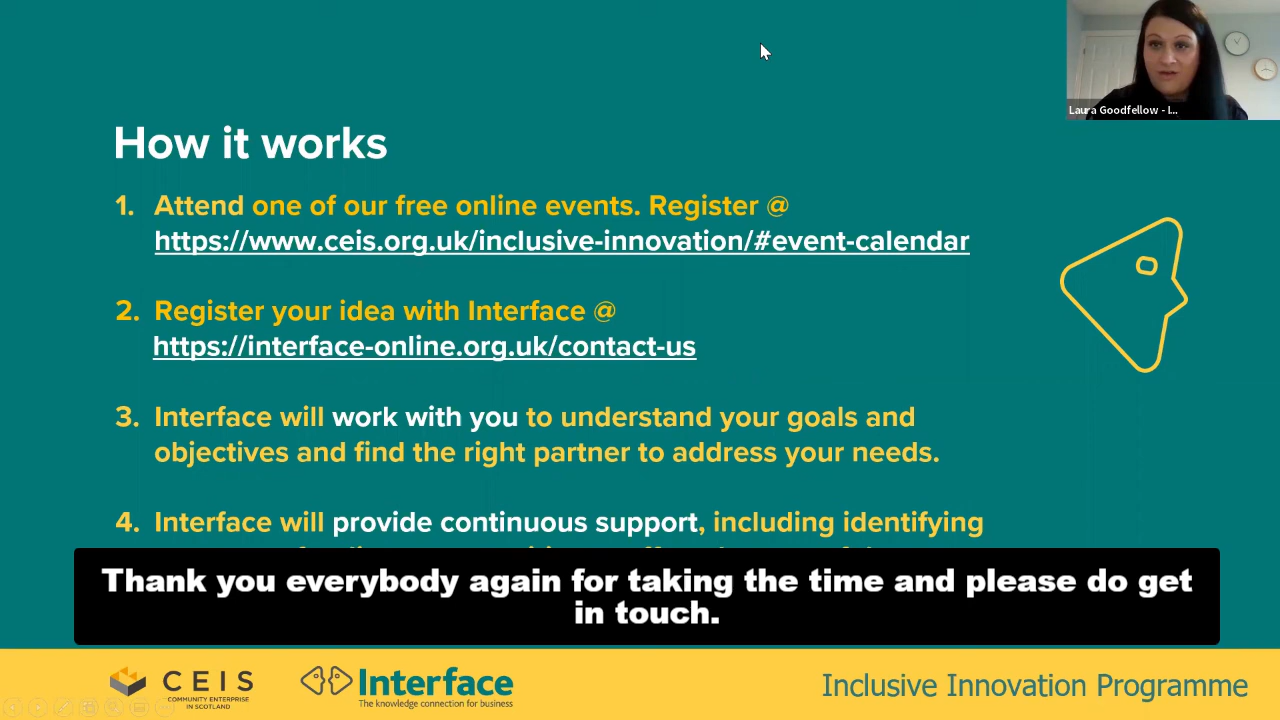 Laura Goodfellow - I...
How it works
1. Attend one of our free online events. Register @
https://www.ceis.org.uk/inclusive-innovation/#event-calendar
2. Register your idea with Interface @
https://interface-online.org.uk/contact-us
3. Interface will work with you to understand your goals and
objectives and find the right partner to address your needs.
4. Interface will provide continuous support, including identifying
Thank you everybody again for taking the time and please do get
in touch.
CEIS
COMMUNITY ENTERPRISE
IN SCOTLAND
Interface
The knowledge connection for business
Inclusive Innovation Programme